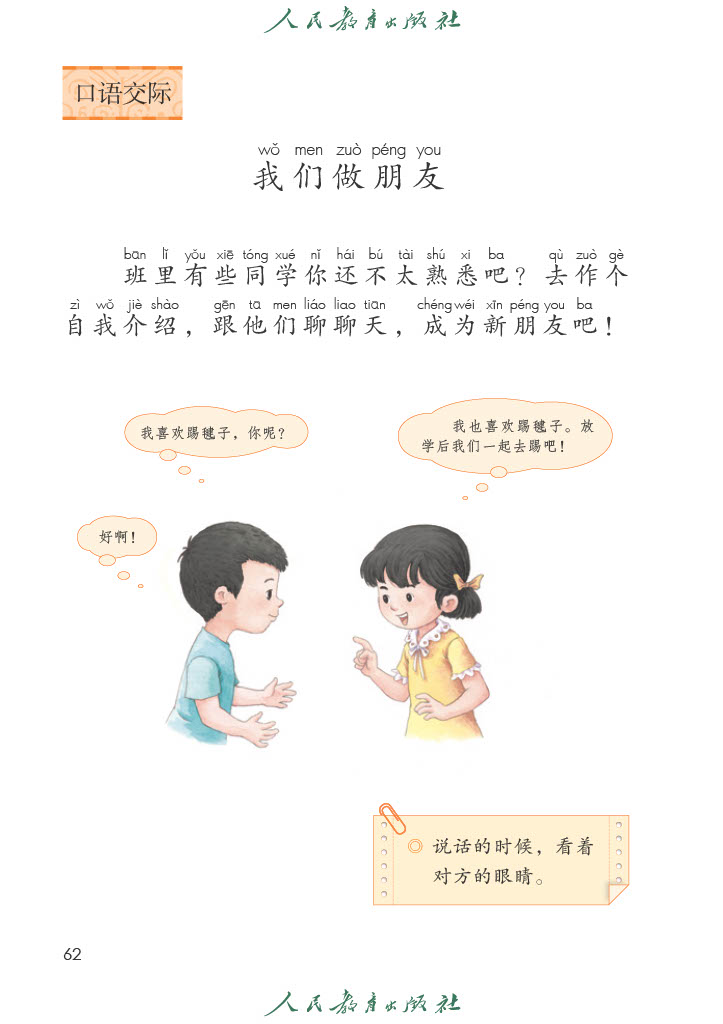 人民教育出版社
口语交际
wǒ men zuò péng you
我们做朋友
bān lǐ yǒu xiē tóng xué nǐ hái bú tài shú xi ba qù zuò gè
班里有些同学你还不太熟悉吧？去作个
zì wǒ jiè shào gēn tā men liáo liao tiān chéng wéi xīn péng you ba
自我介绍，跟他们聊聊天，成为新朋友吧！
我喜欢踢毽子，你呢？
我也喜欢踢毽子。放
学后我们一起去踢吧！
好啊！
说话的时候，看着
对方的眼睛。
62
人民教育出版社